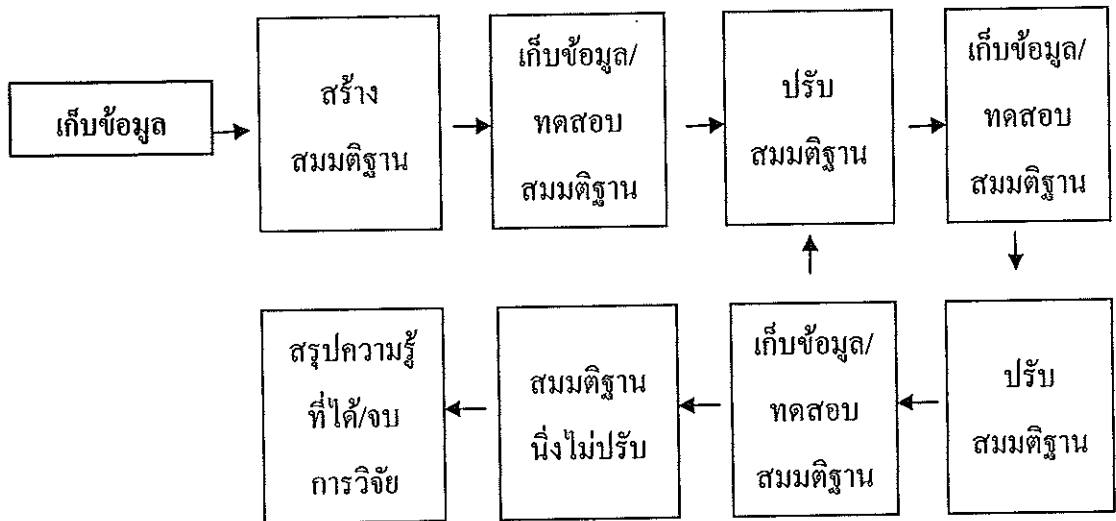 เก็บข้อมูล
สร้าง
สมมติฐาน
เก็บข้อมูล/
ทดสอบ
สมมติฐาน
ปรับ
สมมติฐาน
เก็บข้อมูล/
ทดสอบ
สมมติฐาน
ปรับ
สมมติฐาน
เก็บข้อมูล/
ทดสอบ
สมมติฐาน
สมมติฐาน
นิ่งไม่ปรับ
สรุปความรู้
ที่ได้/จบ
การวิจัย